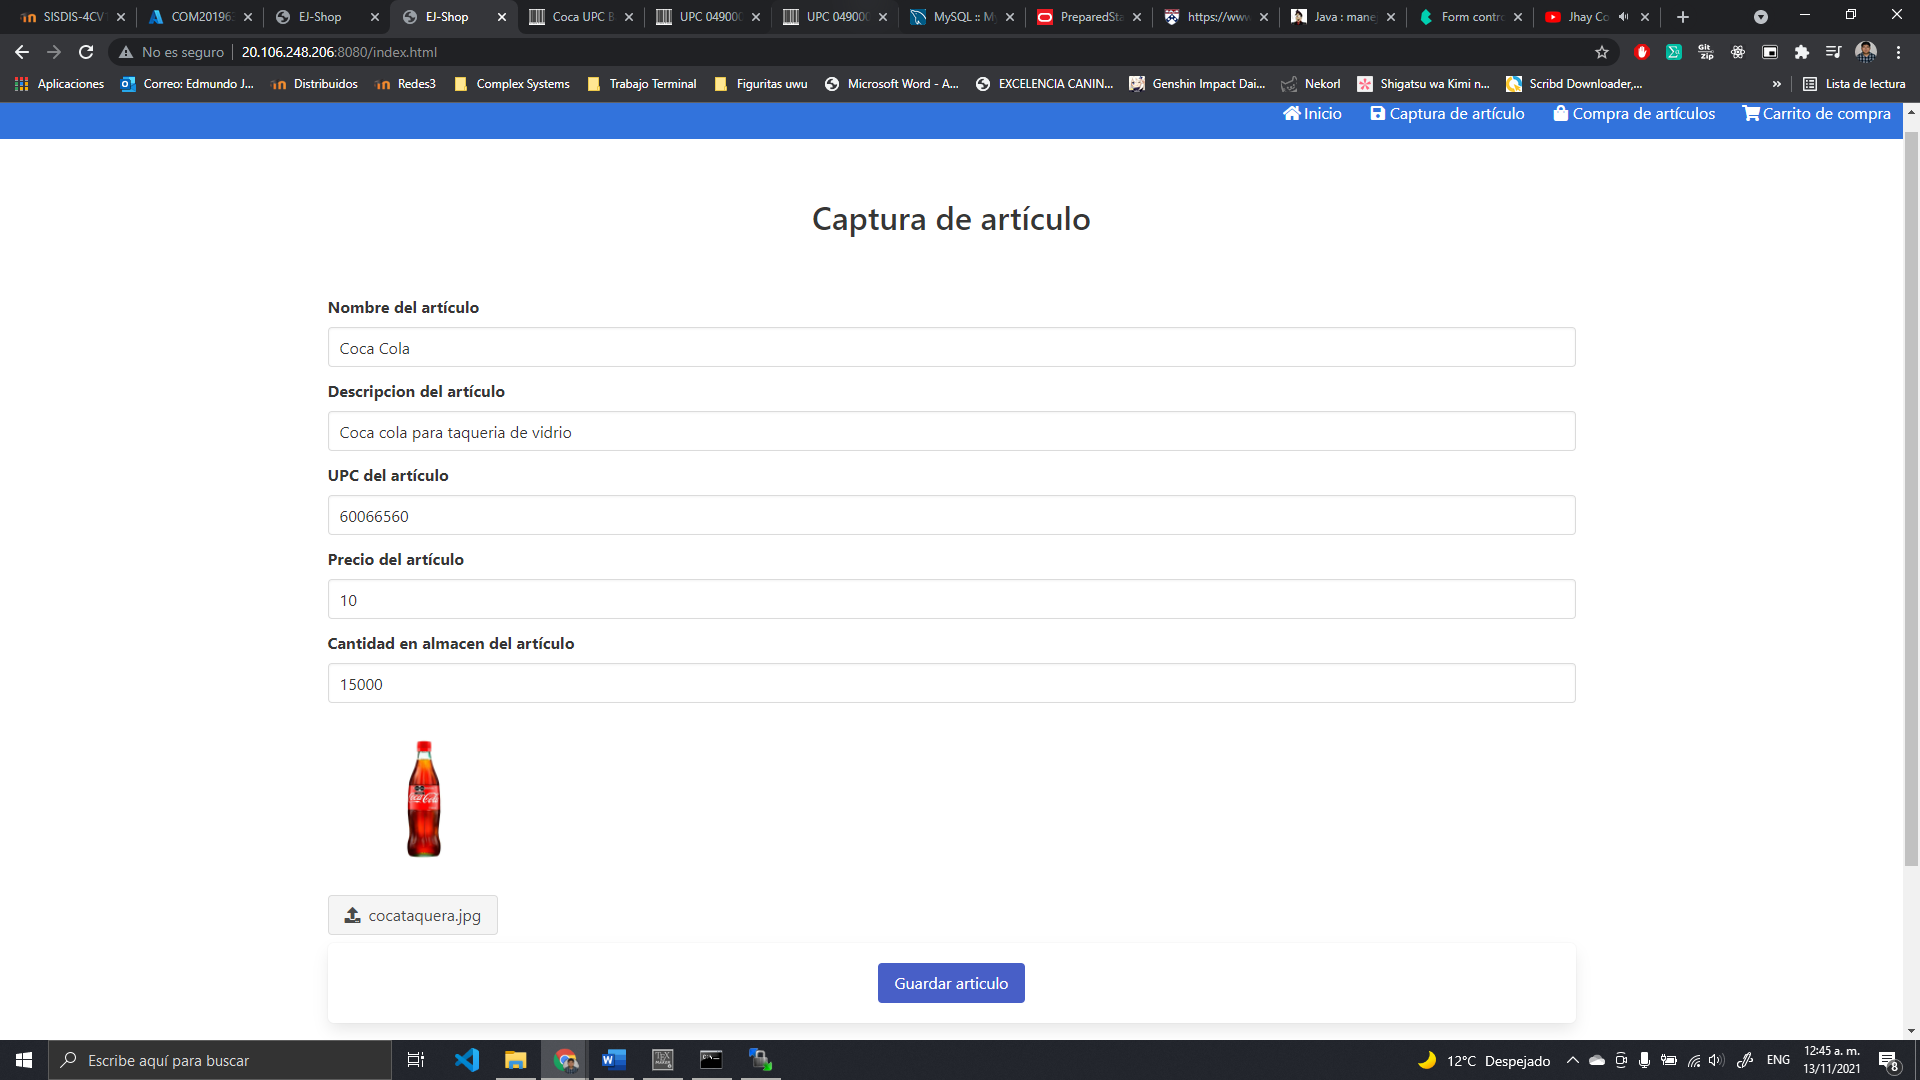 SISDIS-4CV
COM20196
EJ-Shop
EJ-Shop
Coca UPC B
UPC 04900
UPC 04900
MySQL :: M
PreparedSta
https://www
Java : mane
Form contr
Jhay Co
No es seguro
20.106.248.206:8080/index.html
Aplicaciones
Correo: Edmundo J...
Distribuidos
Redes3
Complex Systems
Trabajo Terminal
Figuritas uwu
Microsoft Word - A...
EXCELENCIA CANIN...
Genshin Impact Dai...
Nekorl
Shigatsu wa Kimi n...
Scribd Downloader,...
»
Lista de lectura
Inicio
Captura de artículo
Compra de artículos
Carrito de compra
Captura de artículo
Nombre del artículo
Coca Cola
Descripcion del artículo
Coca cola para taqueria de vidrio
UPC del artículo
60066560
Precio del artículo
10
Cantidad en almacen del artículo
15000
Coca-Cola
cocataquera.jpg
Guardar articulo
Escribe aquí para buscar
12°C Despejado
ENG
12:45 a. m.
13/11/2021
8